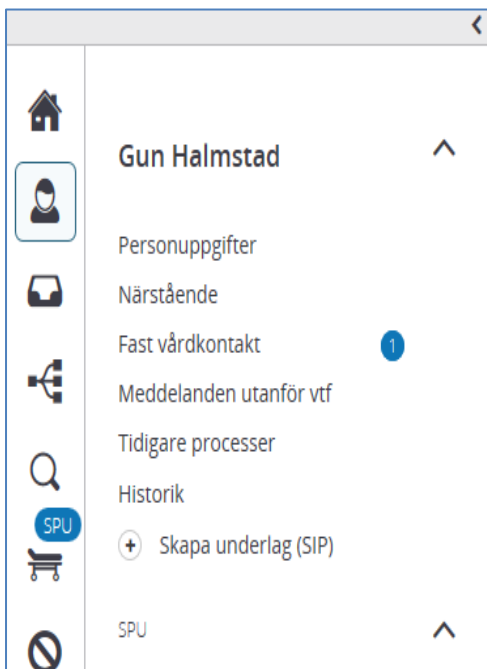 Gun Halmstad
Personuppgifter
Närstående
Fast vårdkontakt 1
Meddelanden utanför vtf
Tidigare processer
Historik
SPU
+ Skapa underlag (SIP)
SPU